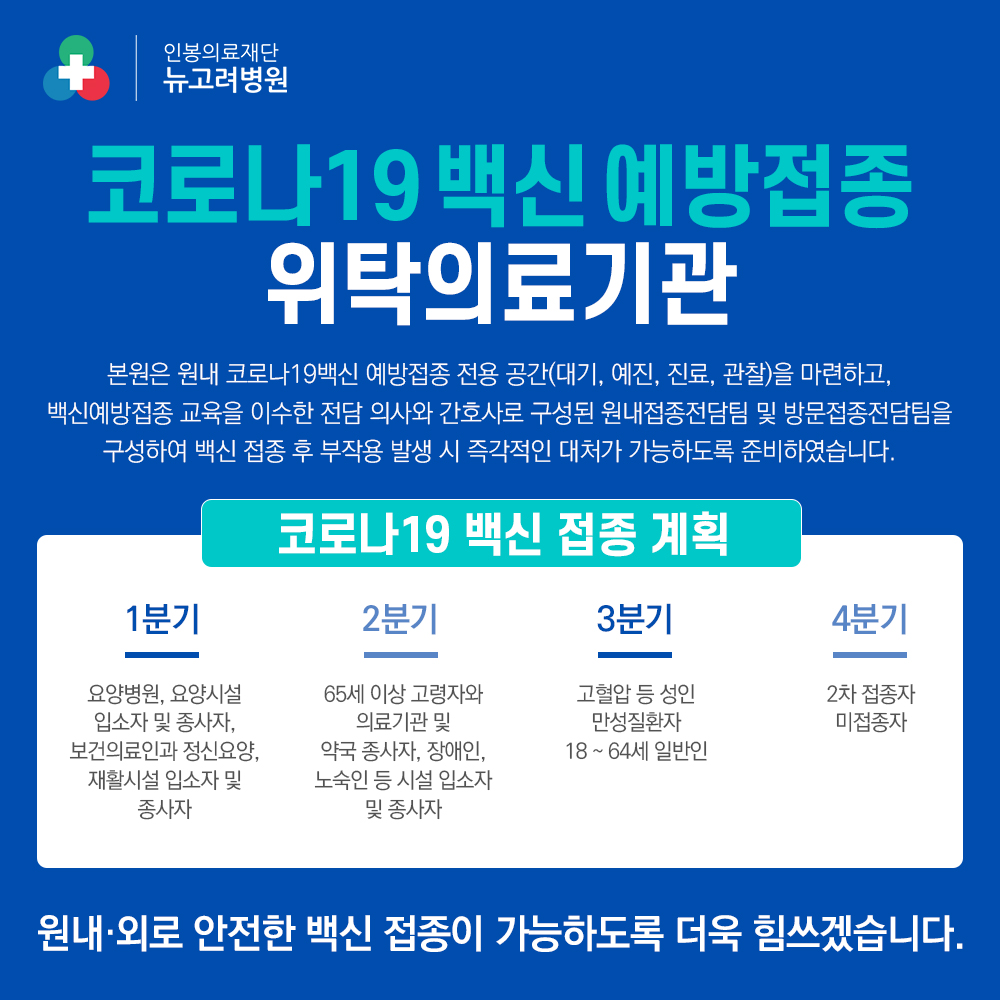 인봉의료재단
뉴고려병원
코로나19 백신 예방접종
위탁의료기관
본원은 원내 코로나19백신 예방접종 전용 공간(대기, 예진, 진료, 관찰)을 마련하고,
백신예방접종 교육을 이수한 전담 의사와 간호사로 구성된 원내접종전담팀 및 방문접종전담팀을
구성하여 백신 접종 후 부작용 발생 시 즉각적인 대처가 가능하도록 준비하였습니다.
코로나19 백신 접종 계획
1분기
요양병원, 요양시설
입소자 및 종사자,
보건의료인과 정신요양,
재활시설 입소자 및
종사자
2분기
65세 이상 고령자와
의료기관 및
약국 종사자, 장애인,
노숙인 등 시설 입소자
및 종사자
3분기
고혈압 등 성인
만성질환자
18 ~ 64세 일반인
4분기
2차 접종자
미접종자
원내·외로 안전한 백신 접종이 가능하도록 더욱 힘쓰겠습니다.